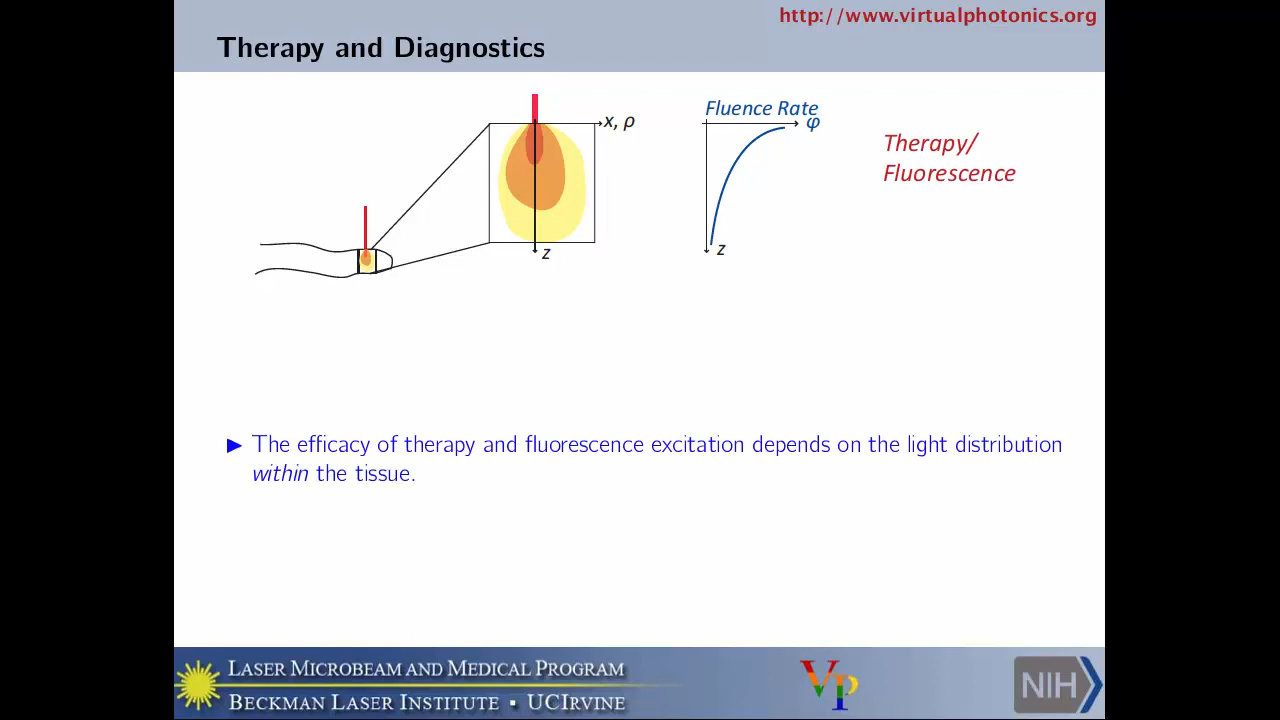 http://www.virtualphotonics.org
Therapy and Diagnostics
x, ρ
z
Fluence Rate
φ
z
Therapy/
Fluorescence
▶ The efficacy of therapy and fluorescence excitation depends on the light distribution
within the tissue.
LASER MICROBEAM AND MEDICAL PROGRAM
BECKMAN LASER INSTITUTE ▪ UCIRVINE
VP
NIH